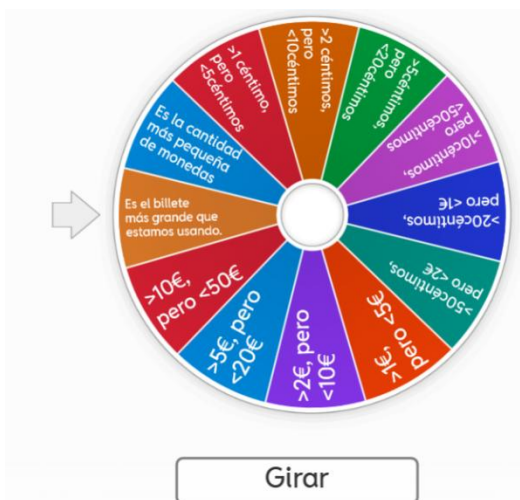 >2 céntimos,
pero
<10céntimos
>5céntimos,
pero
<20céntimos
>10céntimos,
pero
<50céntimos
>20céntimos,
pero <1€
>50céntimos,
pero <2€
>1€,
pero <5€
>2€, pero
<10€
>5€, pero
<20€
>10€,
pero <50€
Es el billete
más grande que
estamos usando.
Es la cantidad
más pequeña
de monedas
>1 céntimo,
pero
<5céntimos
Girar